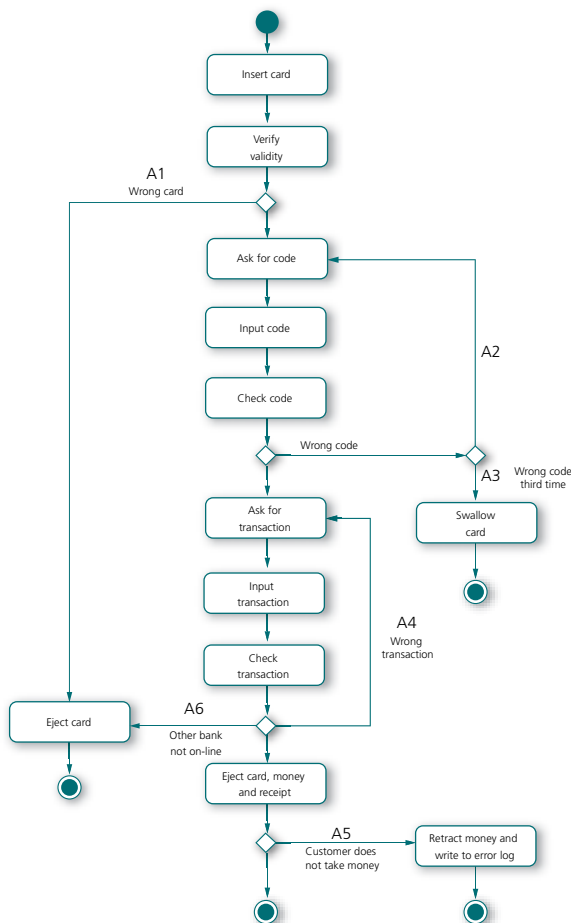 Insert card
Verify
validity
A1
Wrong card
Ask for code
Input code
A2
Check code
Wrong code
A3
Wrong code
third time
Ask for
transaction
Swallow
card
Input
transaction
A4
Wrong
transaction
Check
transaction
Eject card
A6
Other bank
not on-line
Eject card, money
and receipt
A5
Customer does
not take money
Retract money and
write to error log